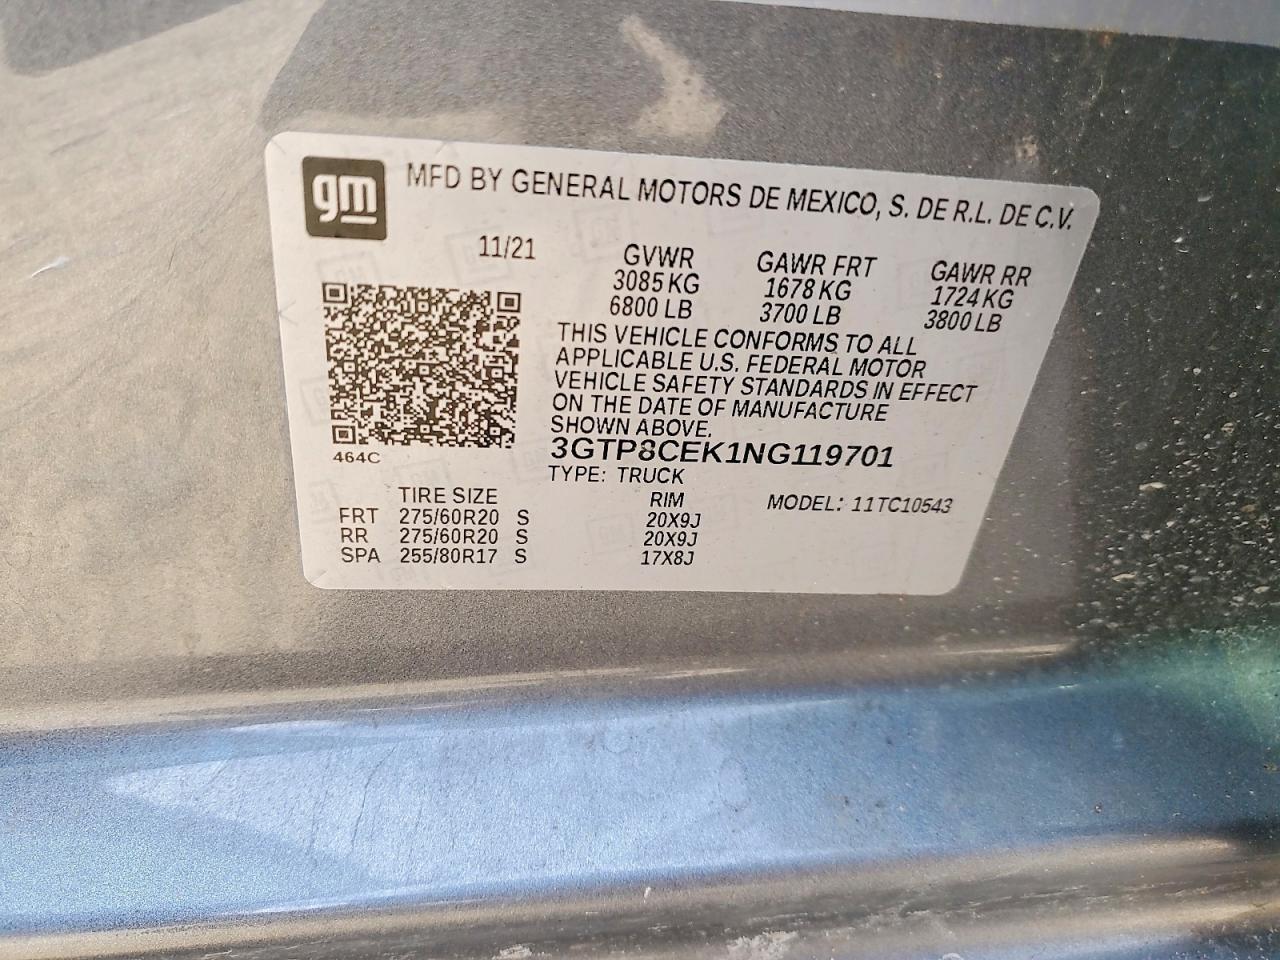 gm
MFD BY GENERAL MOTORS DE MEXICO, S. DE R.L. DE C.V.
11/21 GVWR GAWR FRT GAWR RR
3085 KG 1678 KG 1724 KG
6800 LB 3700 LB 3800 LB
THIS VEHICLE CONFORMS TO ALL
APPLICABLE U.S. FEDERAL MOTOR
VEHICLE SAFETY STANDARDS IN EFFECT
ON THE DATE OF MANUFACTURE
SHOWN ABOVE.
3GTP8CEK1NG119701
464C
TYPE: TRUCK
TIRE SIZE RIM MODEL: 11TC10543
FRT 275/60R20 S 20X9J
RR 275/60R20 S 20X9J
SPA 255/80R17 S 17X8J